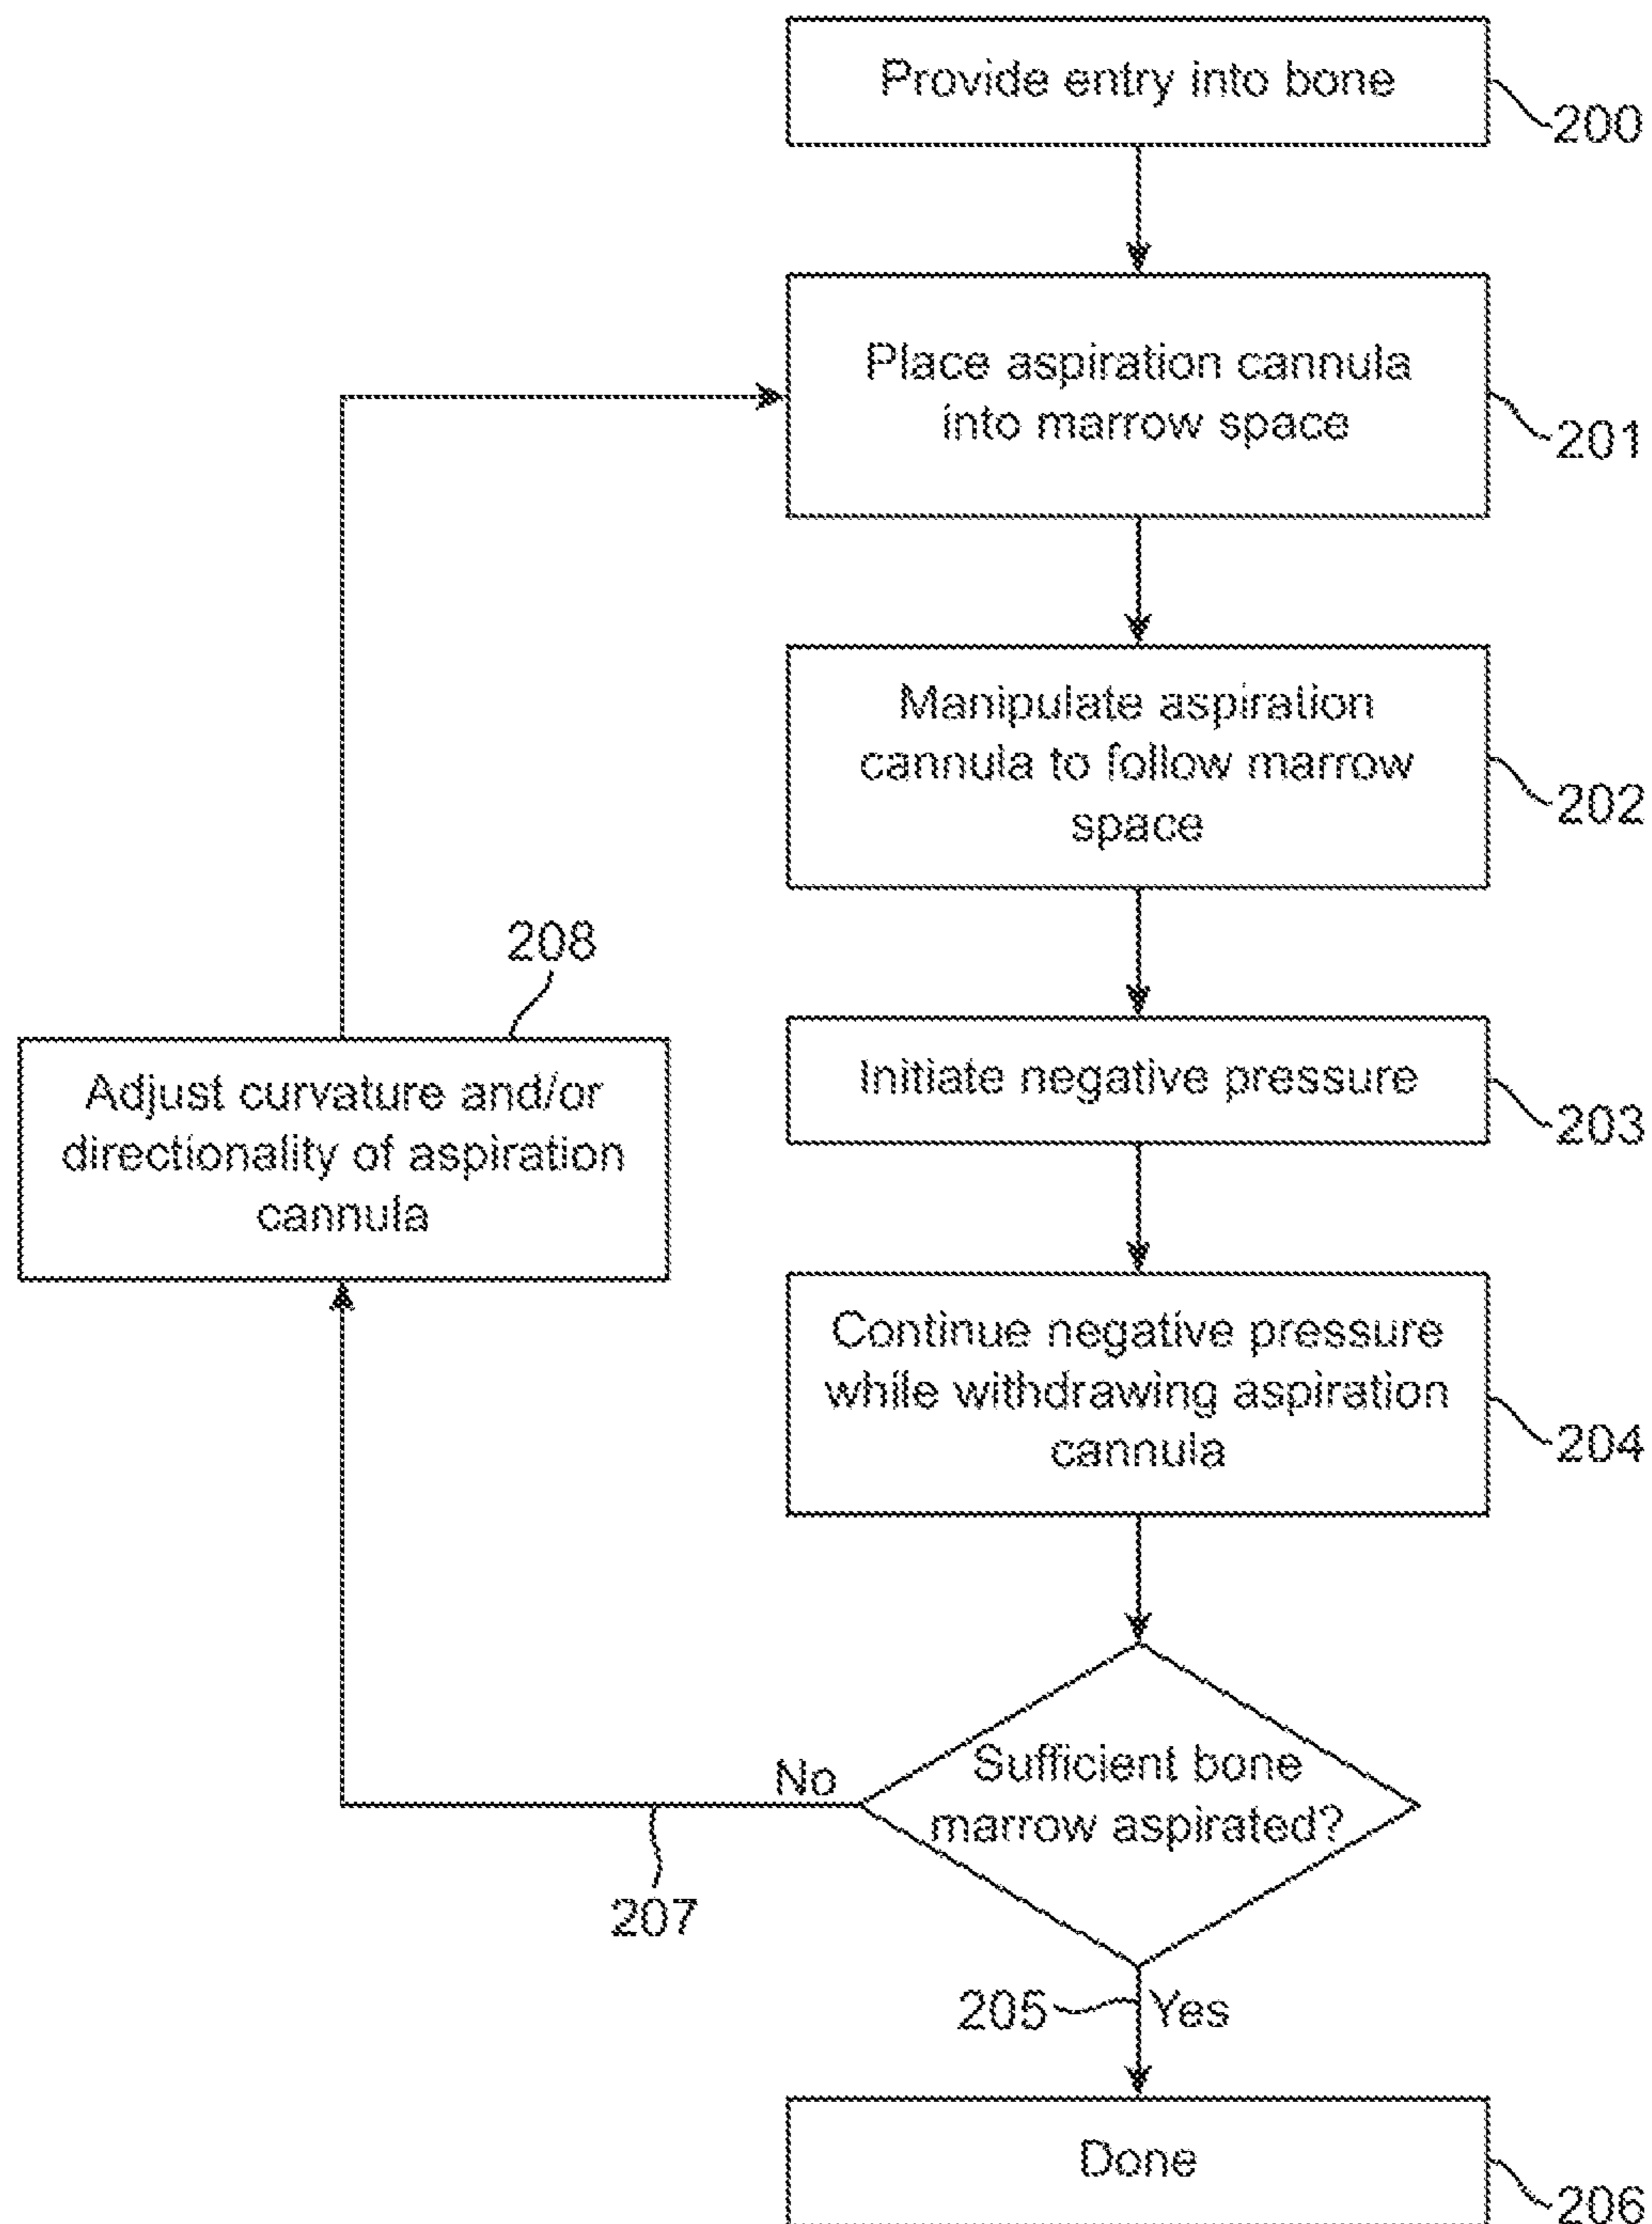 Provide entry into bone
200
Place aspiration cannula
into marrow space
201
Manipulate aspiration
cannula to follow marrow
space
202
208
Adjust curvature and/or
directionality of aspiration
cannula
Initiate negative pressure
203
Continue negative pressure
while withdrawing aspiration
cannula
204
No
Sufficient bone
marrow aspirated?
207
205
Yes
Done
206